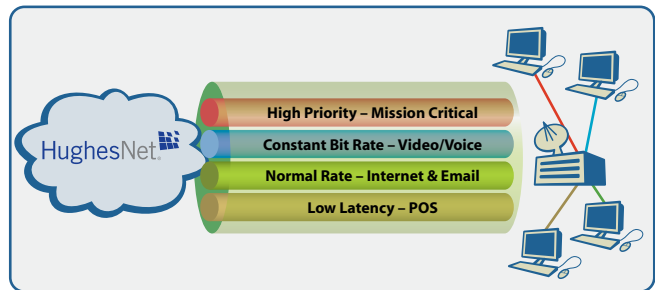 HughesNet®
High Priority – Mission Critical
Constant Bit Rate – Video/Voice
Normal Rate – Internet & Email
Low Latency – POS